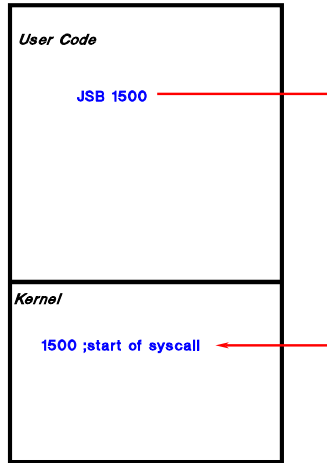 User Code
JSB 1500
Kernel
1500 ;start of syscall